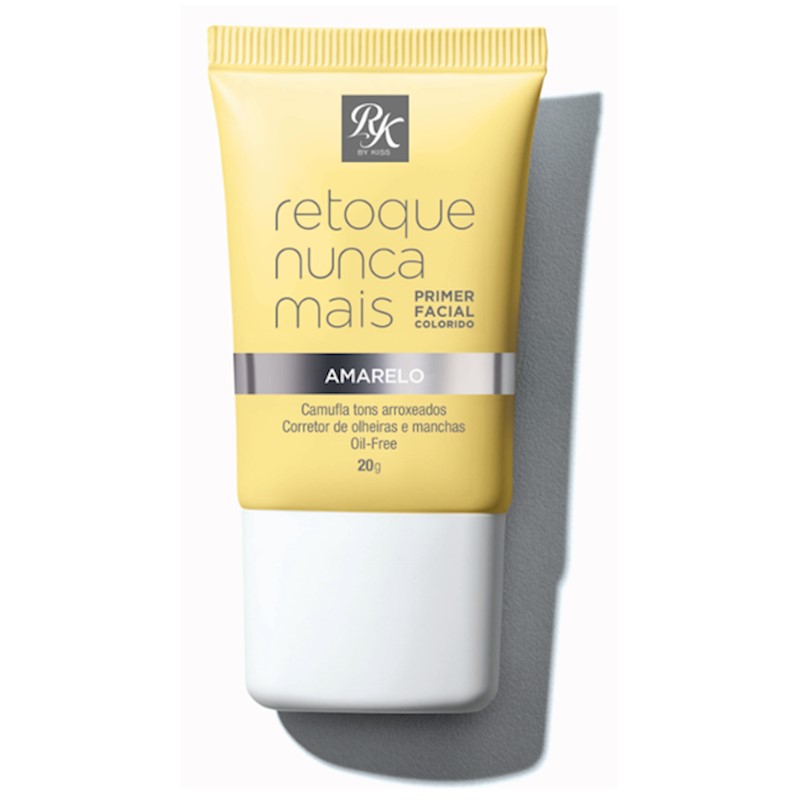 RK
BY KISS
retoque
nunca
mais
PRIMER
FACIAL
COLORIDO
AMARELO
Camufla tons arroxeados
Corretor de olheiras e manchas
Oil-Free
20g